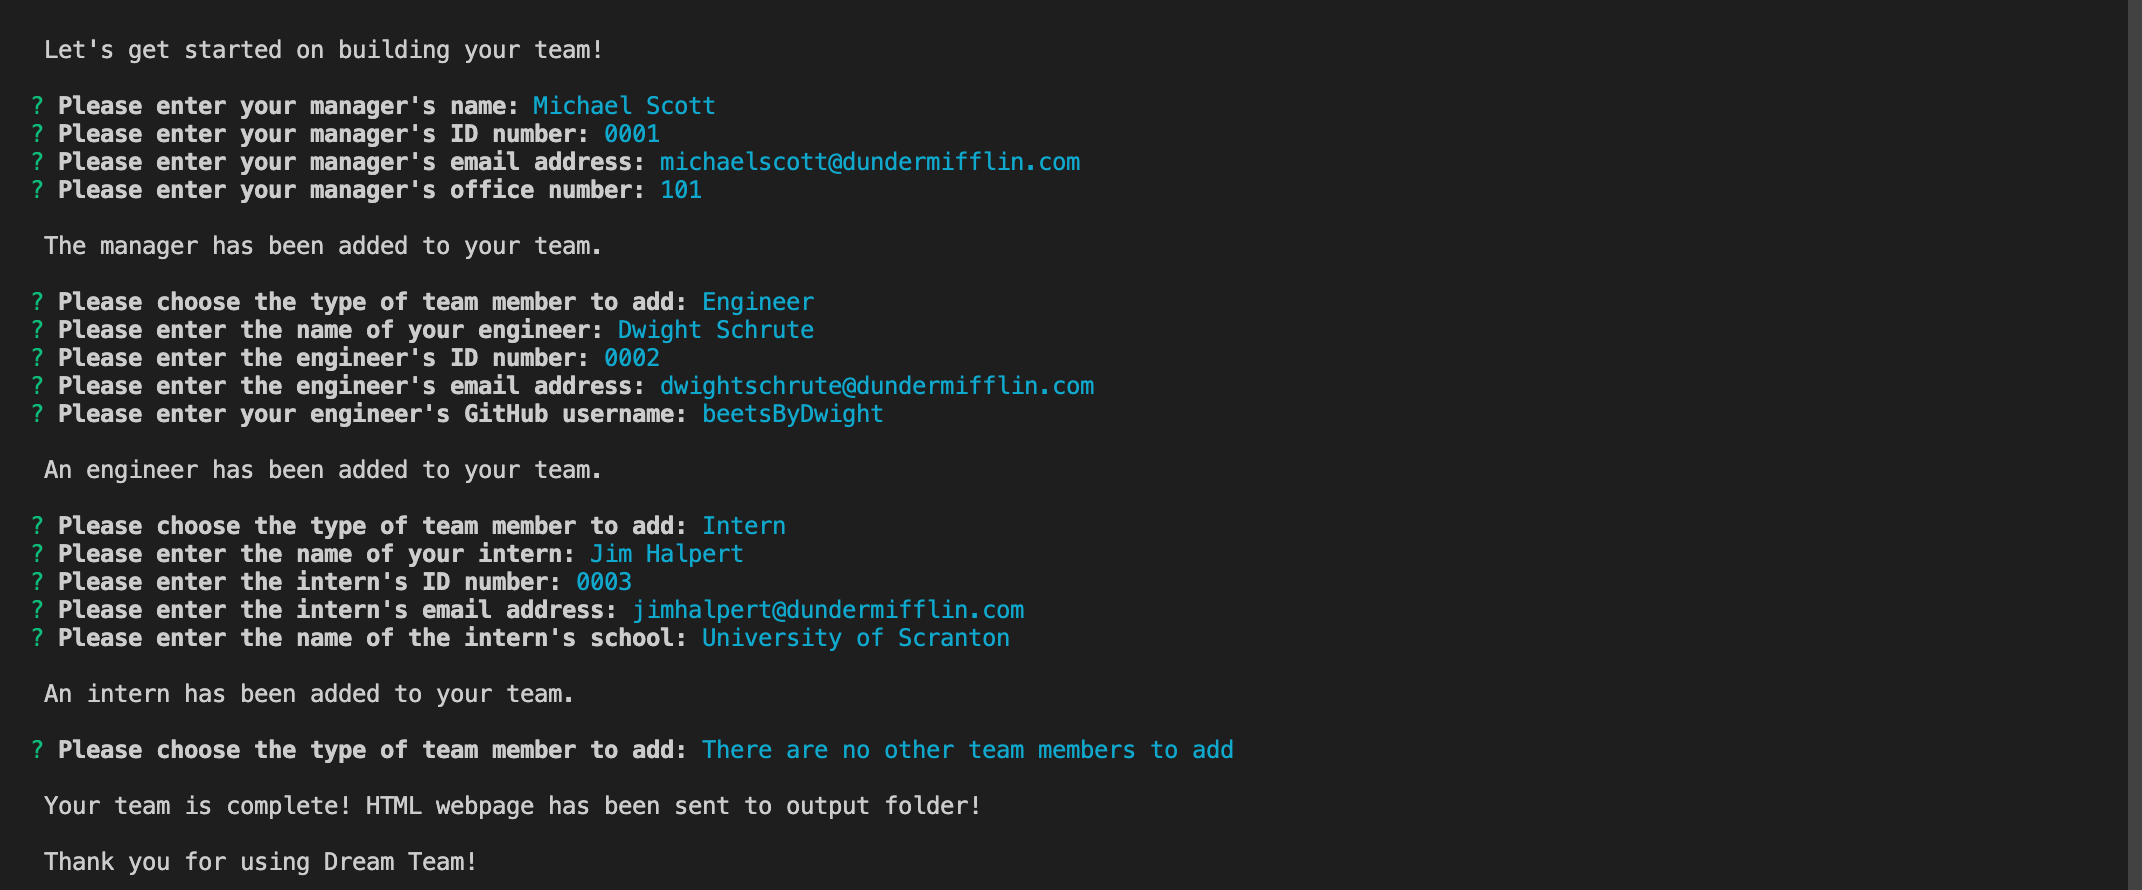 Let's get started on building your team!
? Please enter your manager's name: Michael Scott
? Please enter your manager's ID number: 0001
? Please enter your manager's email address: michaelscott@dundermifflin.com
? Please enter your manager's office number: 101
The manager has been added to your team.
? Please choose the type of team member to add: Engineer
? Please enter the name of your engineer: Dwight Schrute
? Please enter the engineer's ID number: 0002
? Please enter the engineer's email address: dwightschrute@dundermifflin.com
? Please enter your engineer's GitHub username: beetsByDwight
An engineer has been added to your team.
? Please choose the type of team member to add: Intern
? Please enter the name of your intern: Jim Halpert
? Please enter the intern's ID number: 0003
? Please enter the intern's email address: jimhalpert@dundermifflin.com
? Please enter the name of the intern's school: University of Scranton
An intern has been added to your team.
? Please choose the type of team member to add: There are no other team members to add
Your team is complete! HTML webpage has been sent to output folder!
Thank you for using Dream Team!